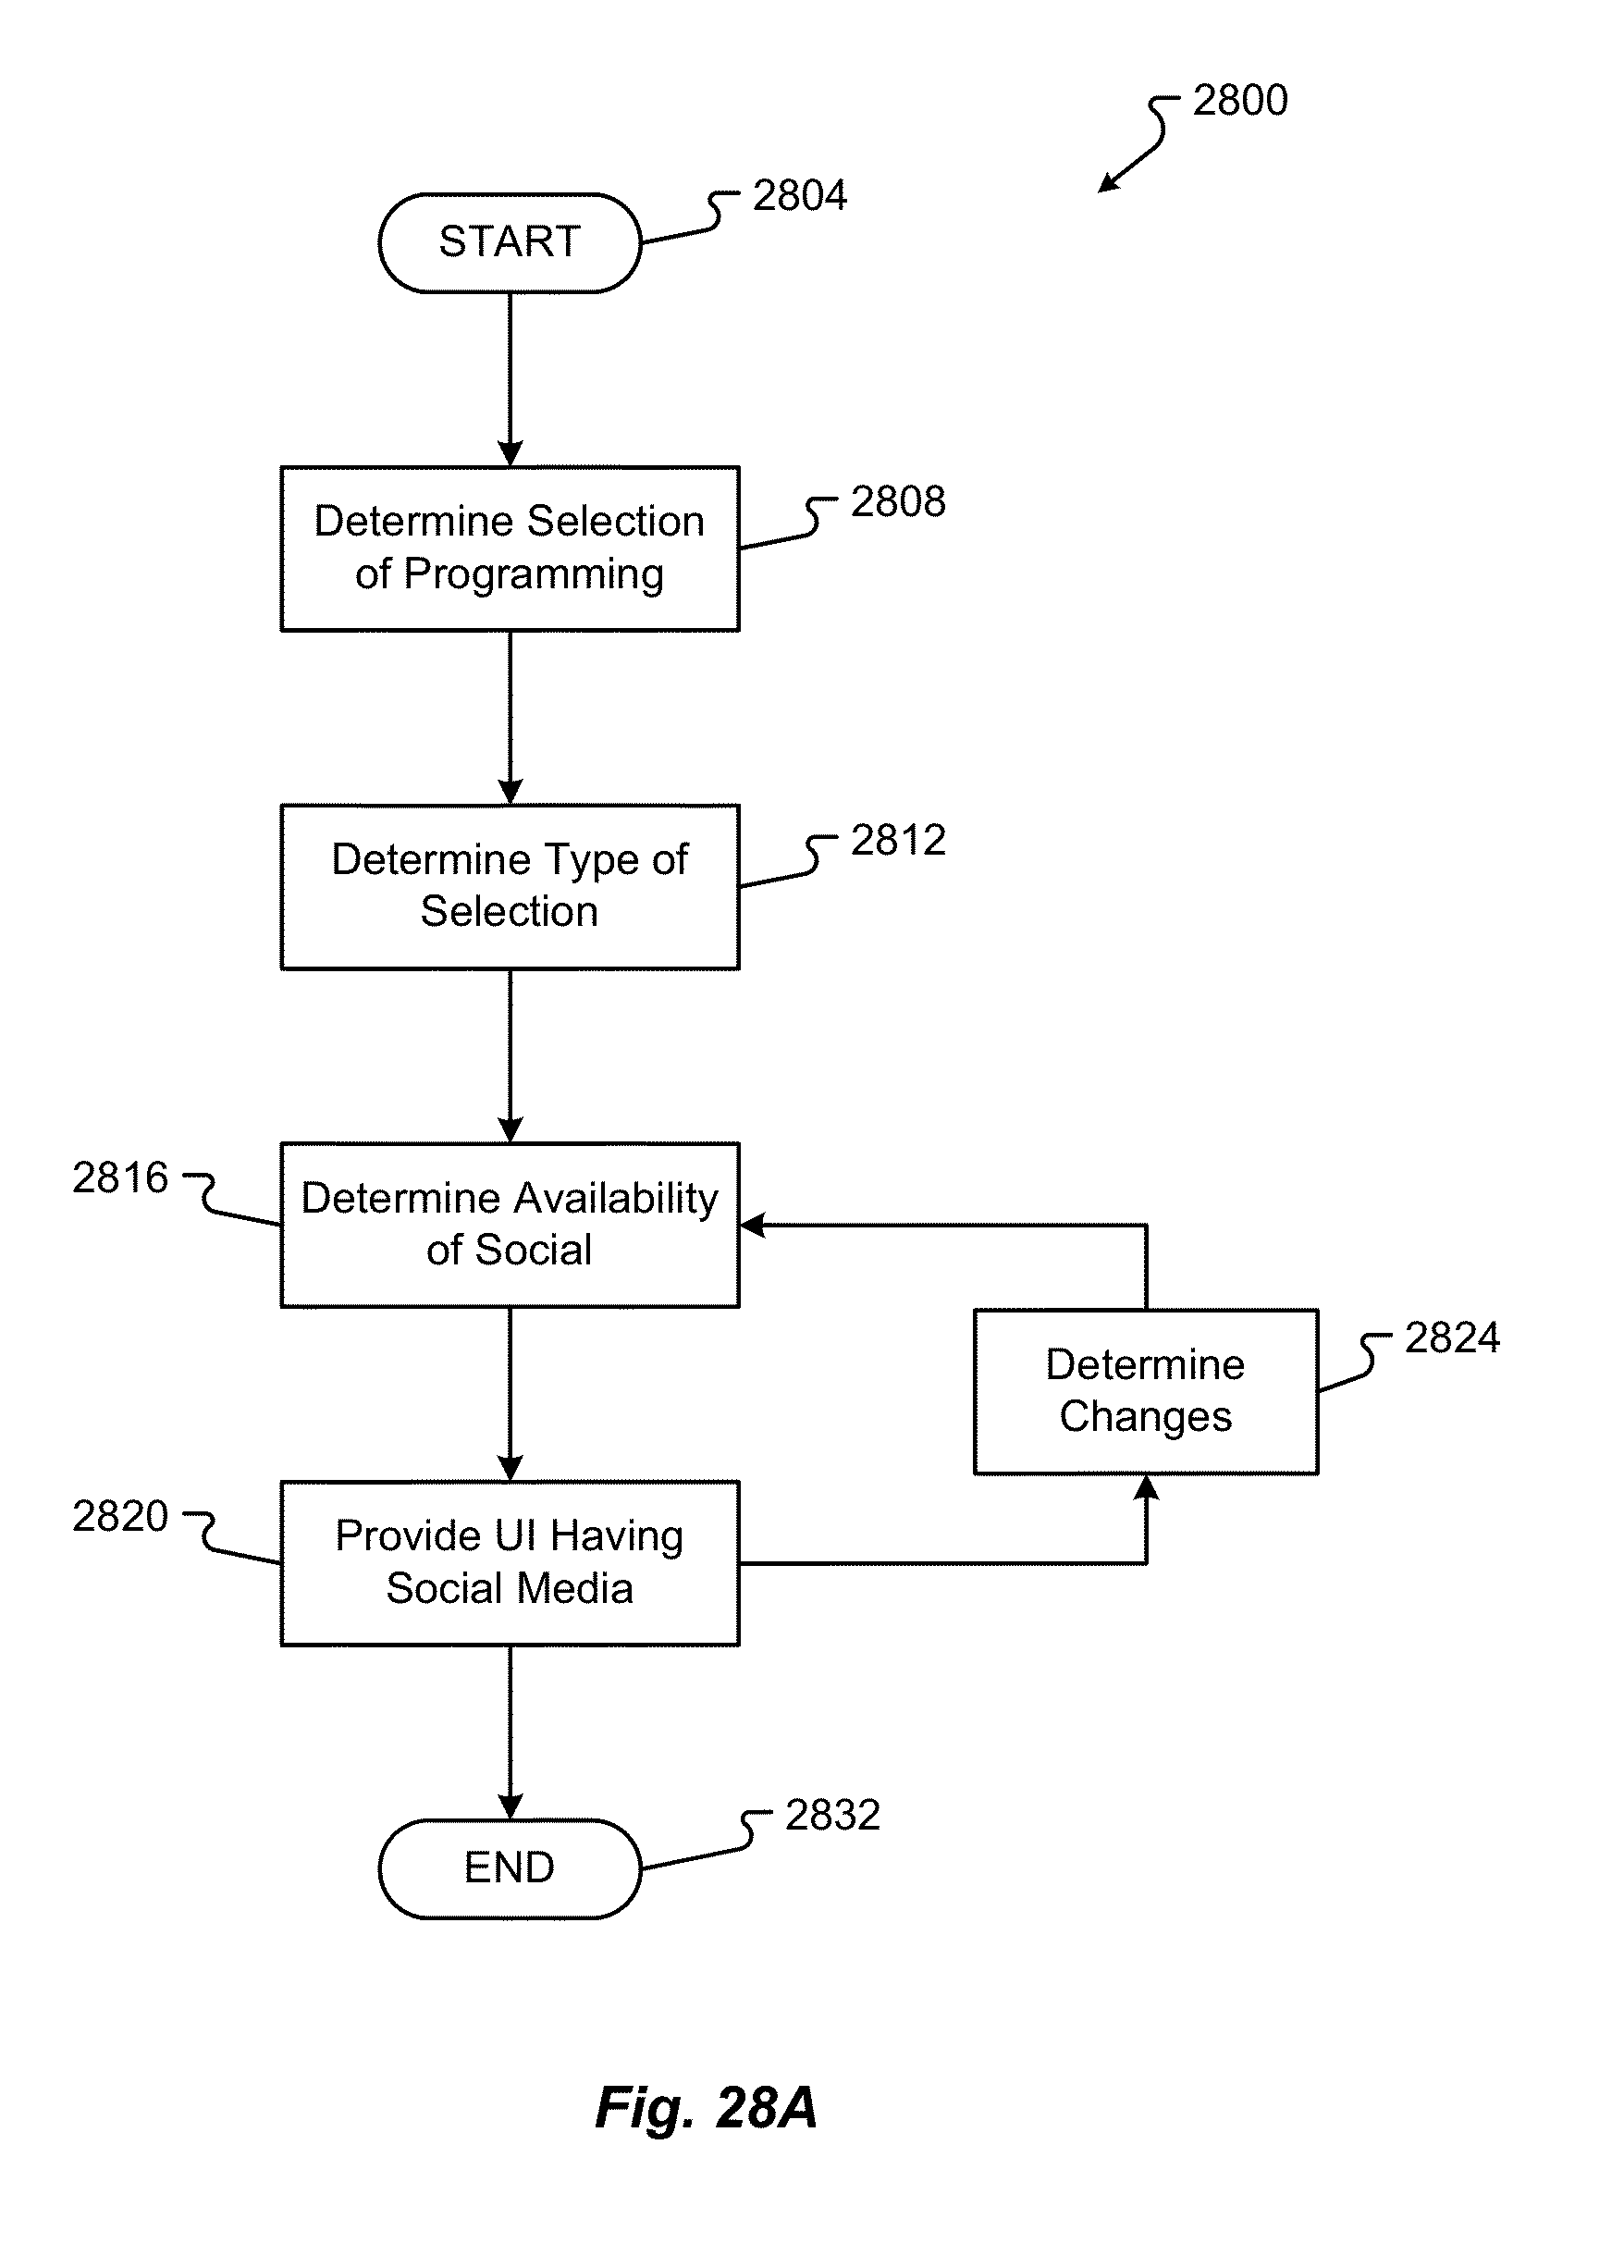 2800
2804
START
2808
Determine Selection
of Programming
2812
Determine Type of
Selection
2816
Determine Availability
of Social
2824
Determine
Changes
2820
Provide UI Having
Social Media
2832
END
Fig. 28A